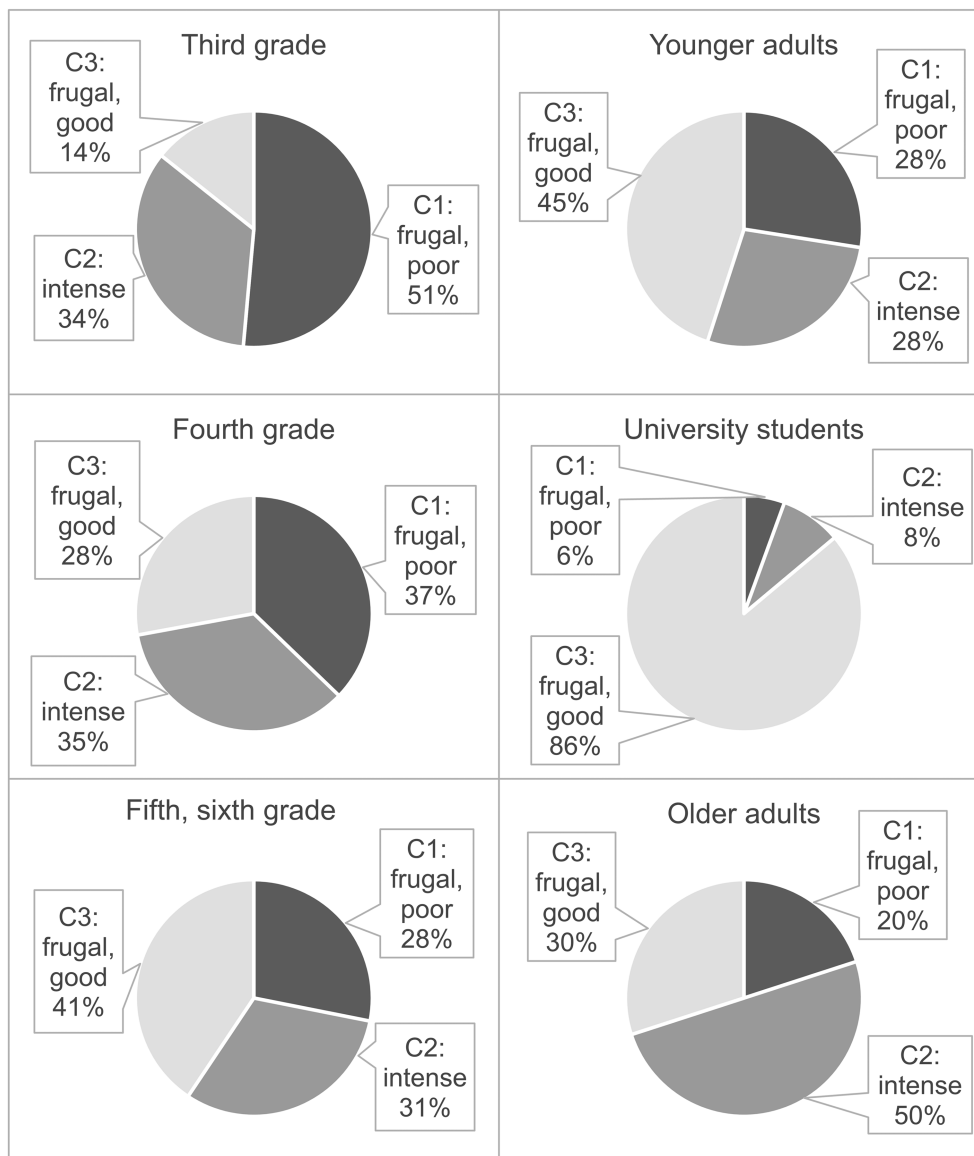 Third grade
C3:
frugal,
good
14%
C1:
frugal,
poor
51%
C2:
intense
34%
Younger adults
C1:
frugal,
poor
28%
C3:
frugal,
good
45%
C2:
intense
28%
Fourth grade
C3:
frugal,
good
28%
C1:
frugal,
poor
37%
C2:
intense
35%
University students
C1:
frugal,
poor
6%
C2:
intense
8%
C3:
frugal,
good
86%
Fifth, sixth grade
C1:
frugal,
poor
28%
C3:
frugal,
good
41%
C2:
intense
31%
Older adults
C1:
frugal,
poor
20%
C3:
frugal,
good
30%
C2:
intense
50%